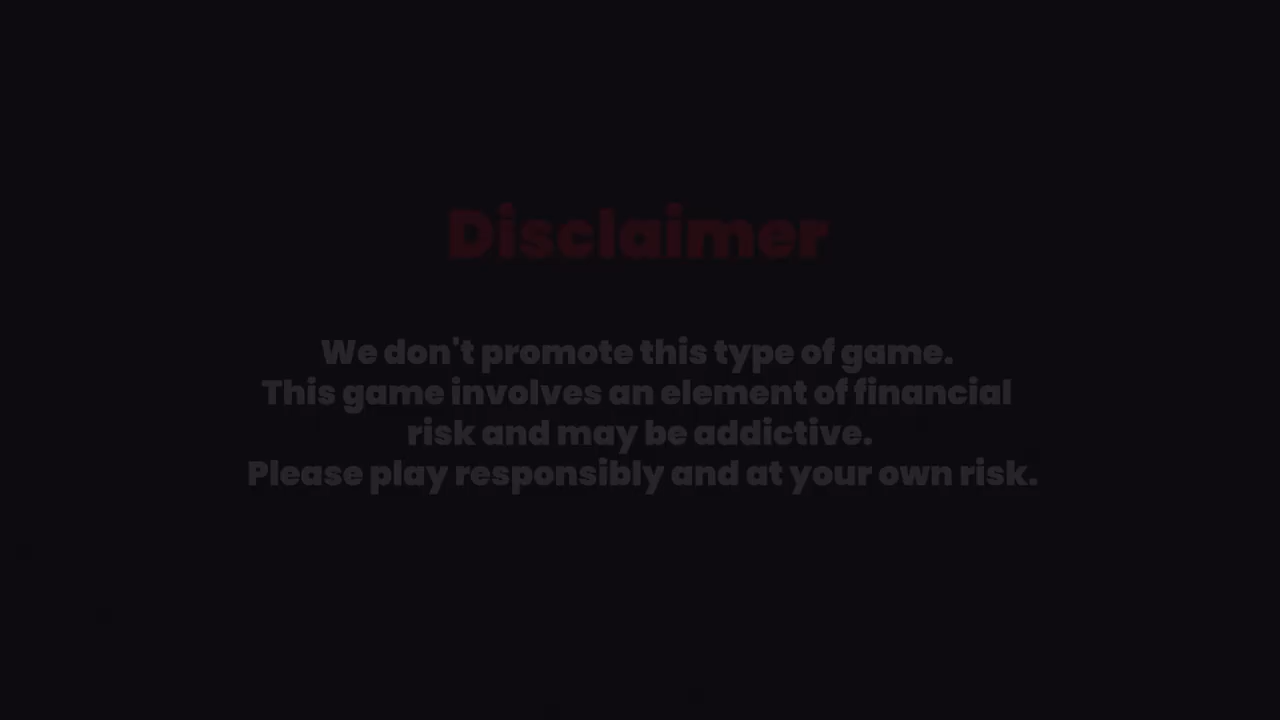 Disclaimer
We don't promote this type of game.
This game involves an element of financial
risk and may be addictive.
Please play responsibly and at your own risk.